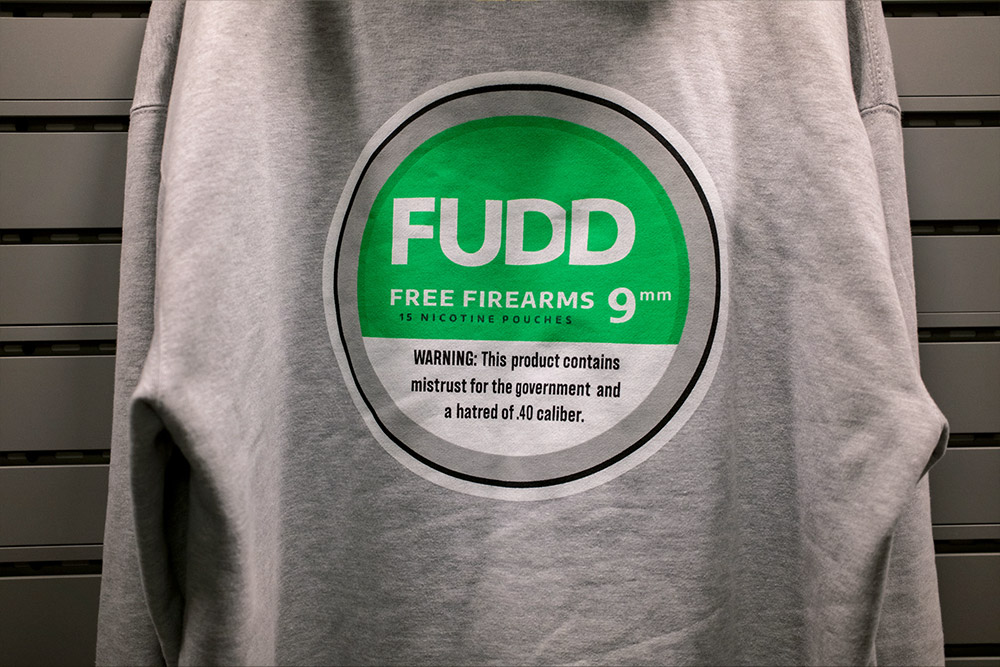 FUDD
FREE FIREARMS 9mm
15 NICOTINE POUCHES
WARNING: This product contains
mistrust for the government and
a hatred of .40 caliber.